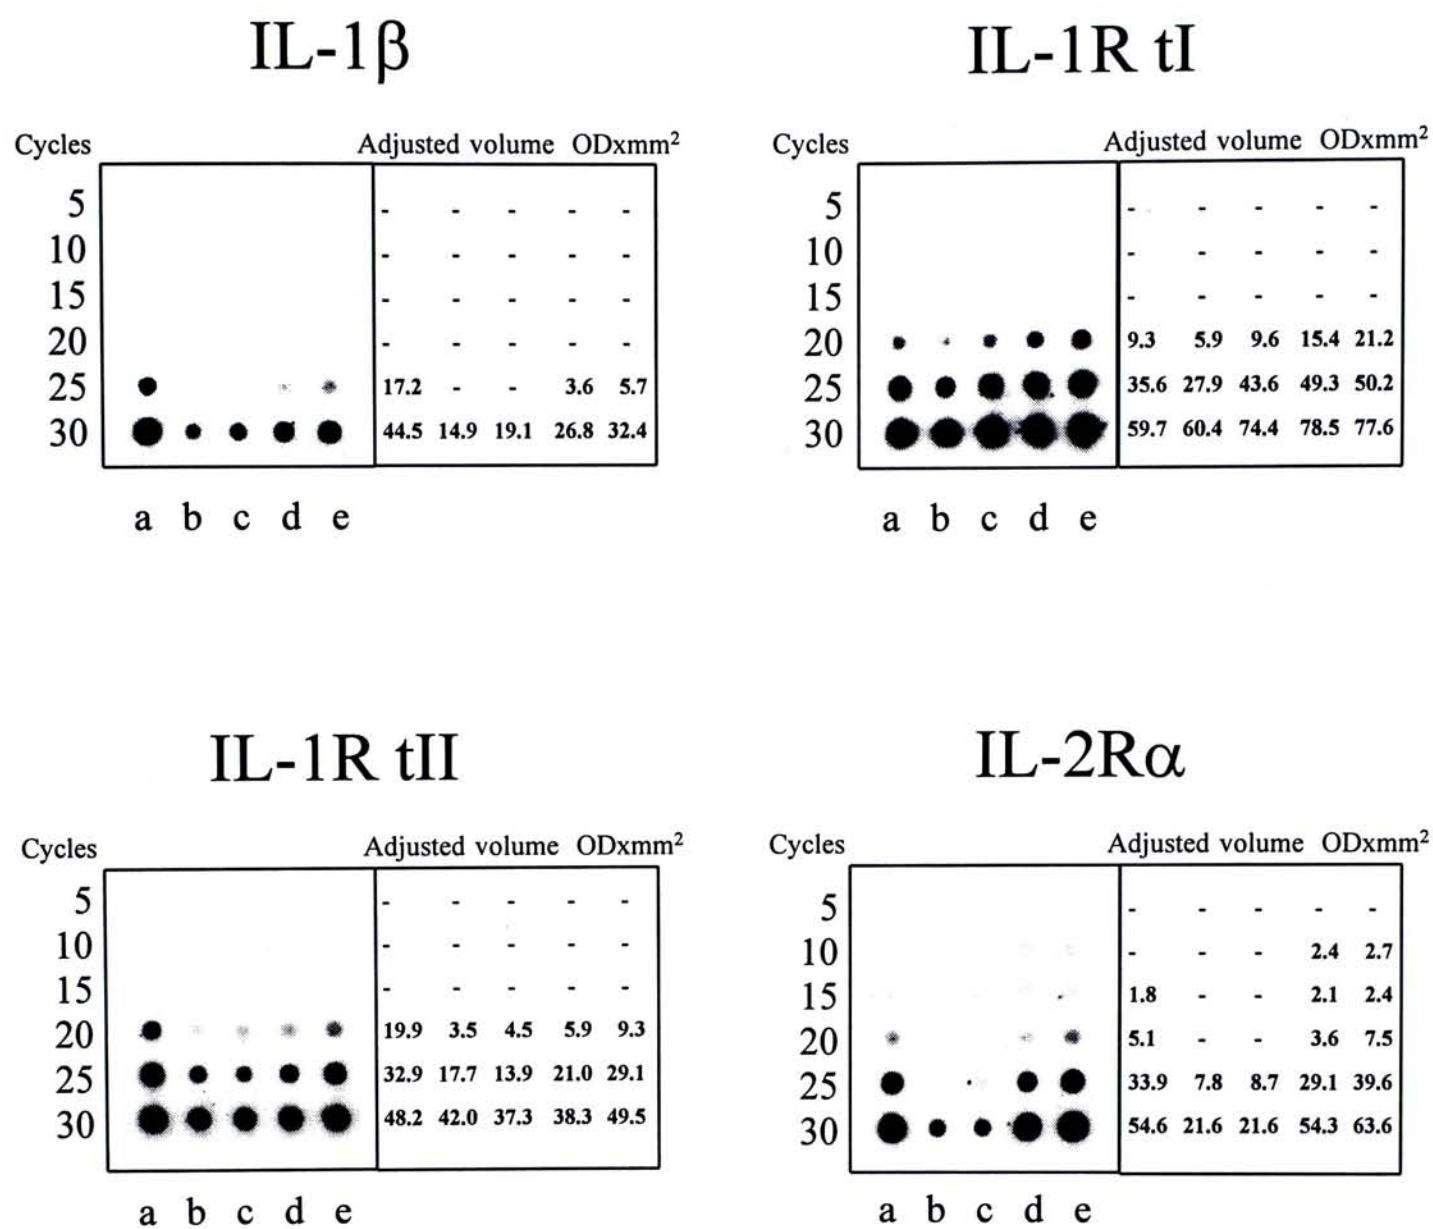 IL-1β
Cycles Adjusted volume ODxmm²
5 - - - - -
10 - - - - -
15 - - - - -
20 - - - - -
25 17.2 - - 3.6 5.7
30 44.5 14.9 19.1 26.8 32.4
a b c d e
IL-1R tI
Cycles Adjusted volume ODxmm²
5 - - - - -
10 - - - - -
15 - - - - -
20 9.3 5.9 9.6 15.4 21.2
25 35.6 27.9 43.6 49.3 50.2
30 59.7 60.4 74.4 78.5 77.6
a b c d e
IL-1R tII
Cycles Adjusted volume ODxmm²
5 - - - - -
10 - - - - -
15 - - - - -
20 19.9 3.5 4.5 5.9 9.3
25 32.9 17.7 13.9 21.0 29.1
30 48.2 42.0 37.3 38.3 49.5
a b c d e
IL-2Rα
Cycles Adjusted volume ODxmm²
5 - - - - -
10 - - - 2.4 2.7
15 1.8 - - 2.1 2.4
20 5.1 - - 3.6 7.5
25 33.9 7.8 8.7 29.1 39.6
30 54.6 21.6 21.6 54.3 63.6
a b c d e